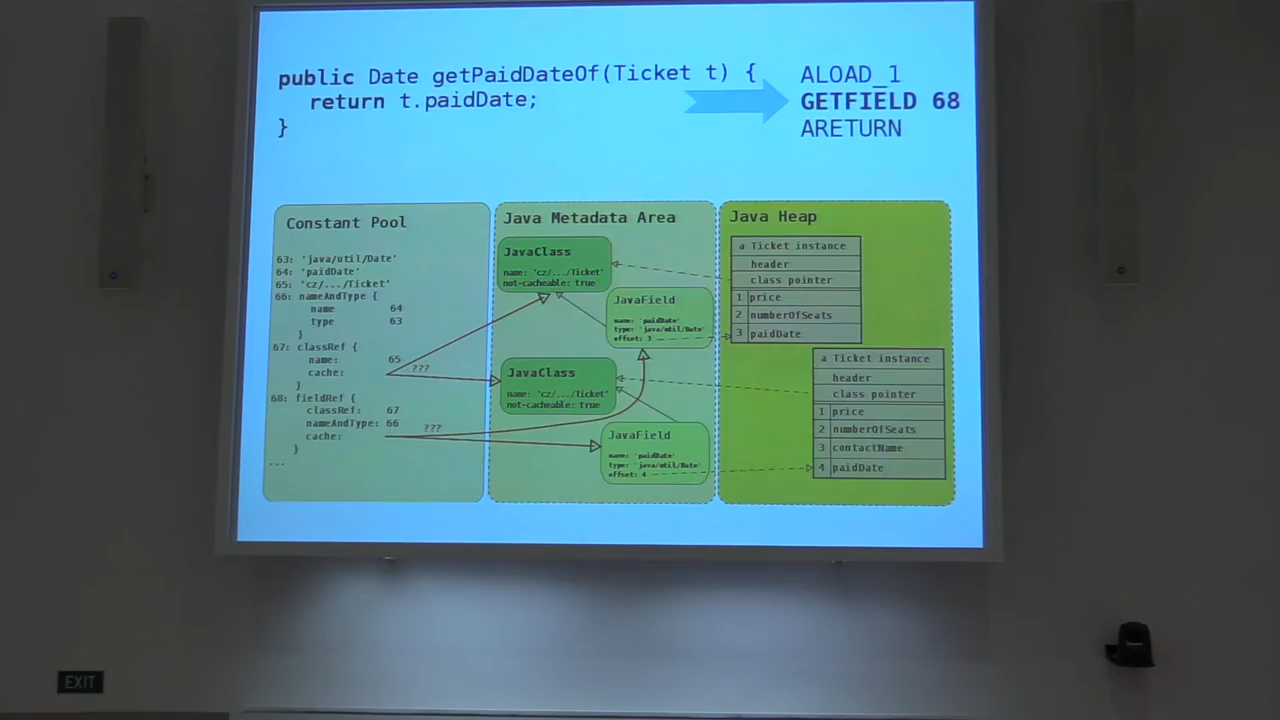 public Date getPaidDateOf(Ticket t) {
return t.paidDate;
}
ALOAD_1
GETFIELD 68
ARETURN
Constant Pool
63: 'java/util/Date'
64: 'paidDate'
65: 'cz/.../Ticket'
66: nameAndType {
name 64
type 63
}
67: classRef {
name: 65
cache:
}
68: fieldRef {
classRef: 67
nameAndType: 66
cache:
}
...
???
???
Java Metadata Area
JavaClass
name: 'cz/.../Ticket'
not-cacheable: true
JavaField
name: 'paidDate'
type: 'java/util/Date'
offset: 3
JavaClass
name: 'cz/.../Ticket'
not-cacheable: true
JavaField
name: 'paidDate'
type: 'java/util/Date'
offset: 4
Java Heap
a Ticket instance
header
class pointer
1 price
2 numberOfSeats
3 paidDate
a Ticket instance
header
class pointer
1 price
2 numberOfSeats
3 contactName
4 paidDate
EXIT